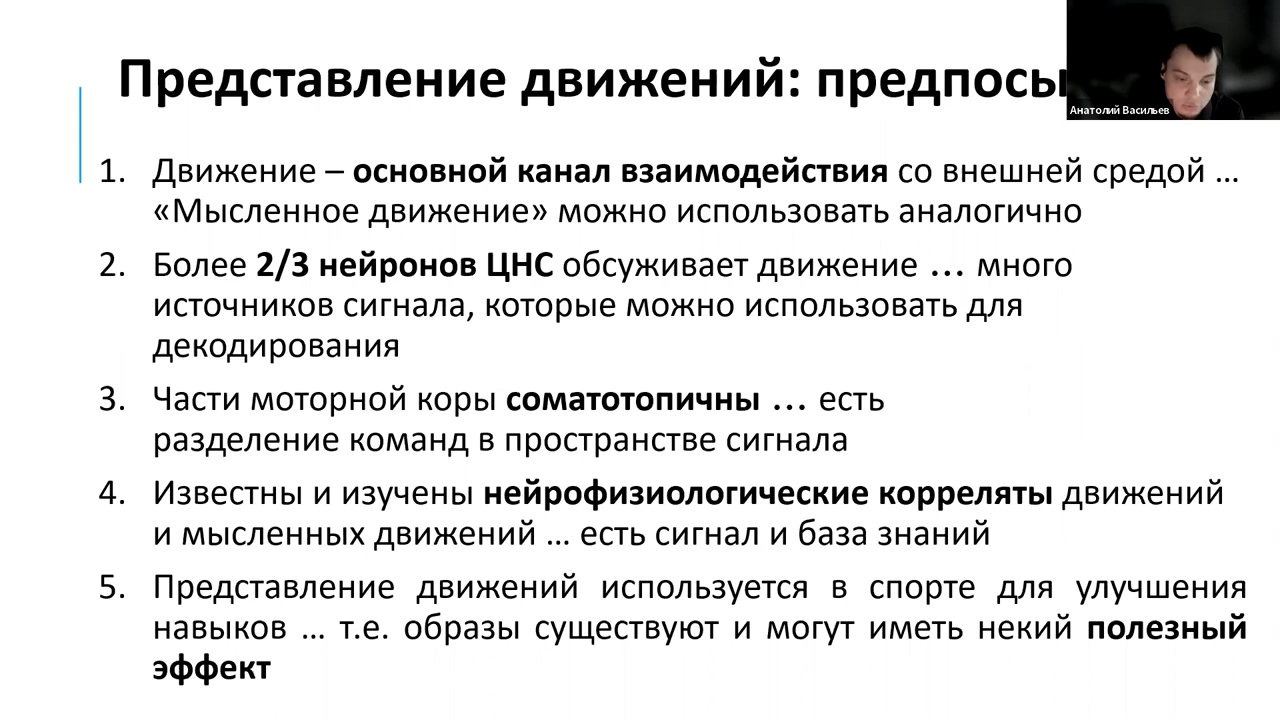 Представление движений: предпосы
Анатолий Васильев
1. Движение – основной канал взаимодействия со внешней средой ...
«Мысленное движение» можно использовать аналогично
2. Более 2/3 нейронов ЦНС обсуживает движение ... много
источников сигнала, которые можно использовать для
декодирования
3. Части моторной коры соматотопичны ... есть
разделение команд в пространстве сигнала
4. Известны и изучены нейрофизиологические корреляты движений
и мысленных движений ... есть сигнал и база знаний
5. Представление движений используется в спорте для улучшения
навыков ... т.е. образы существуют и могут иметь некий полезный
эффект